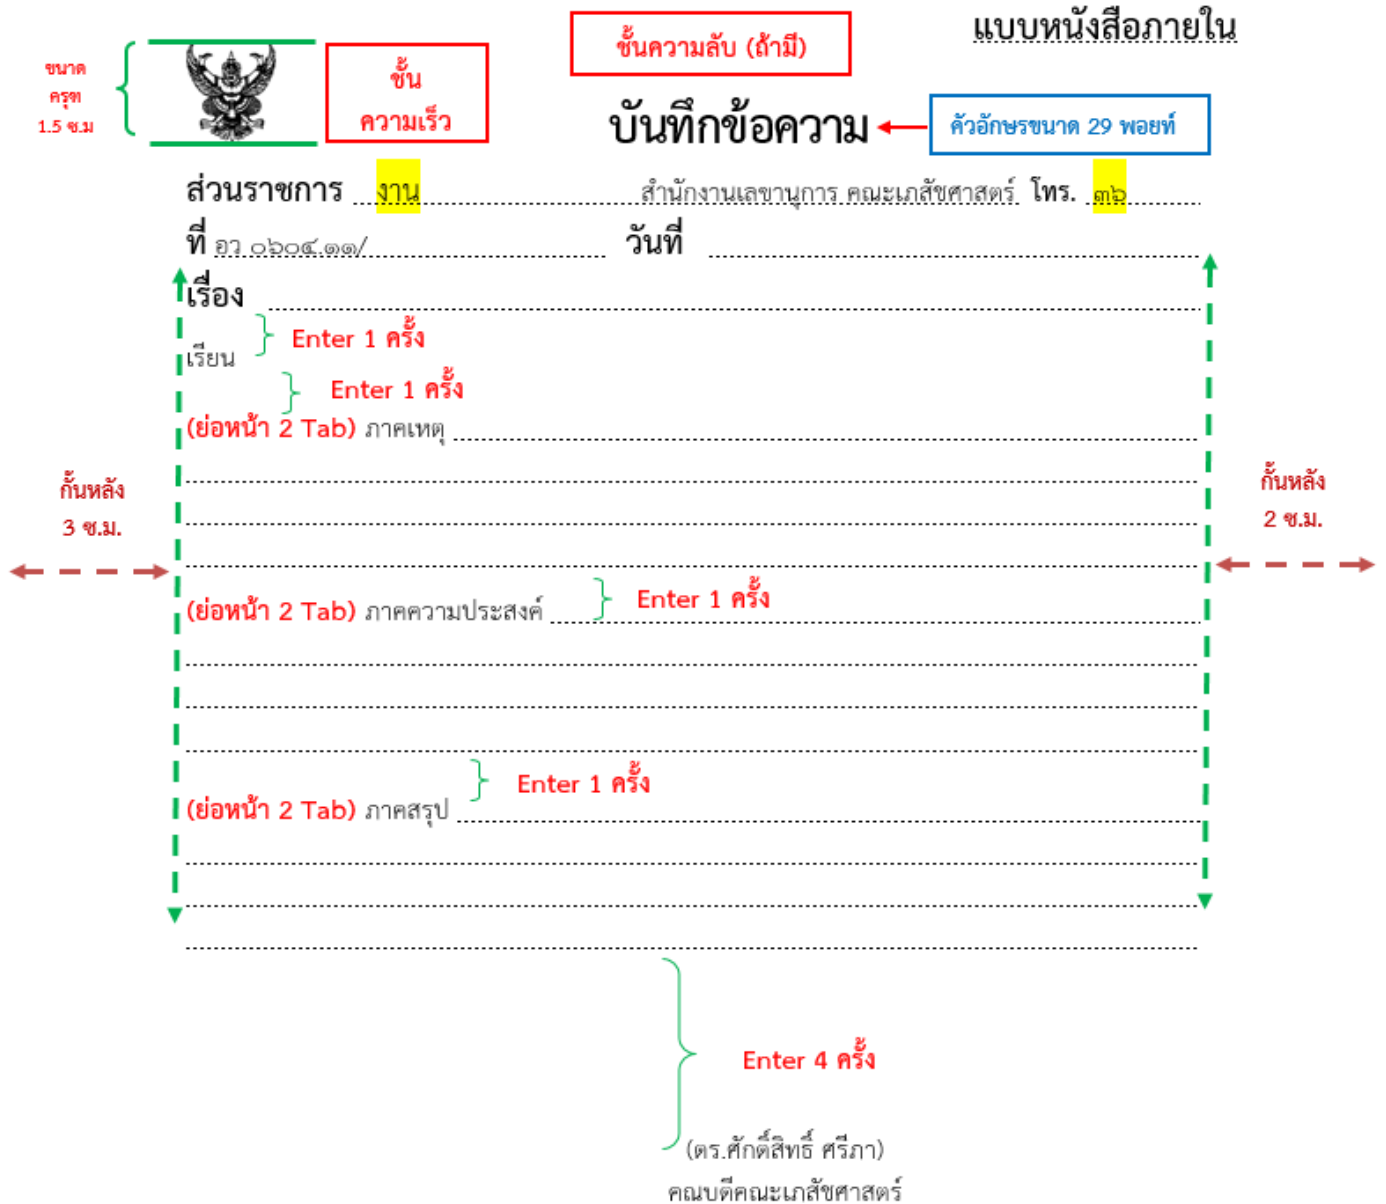 แบบหนังสือภายใน
ชั้นความลับ (ถ้ามี)
ขนาด
ครุฑ
1.5 ซ.ม
ชั้น
ความเร็ว
บันทึกข้อความ
ตัวอักษรขนาด 29 พอยท์
ส่วนราชการ งาน สำนักงานเลขานุการ คณะเภสัชศาสตร์ โทร. ๓๖
ที่ อว ๐๖๐๔.๑๑/ วันที่
เรื่อง
Enter 1 ครั้ง
เรียน
Enter 1 ครั้ง
(ย่อหน้า 2 Tab) ภาคเหตุ
กั้นหลัง
3 ซ.ม.
กั้นหลัง
2 ซ.ม.
Enter 1 ครั้ง
(ย่อหน้า 2 Tab) ภาคความประสงค์
Enter 1 ครั้ง
(ย่อหน้า 2 Tab) ภาคสรุป
Enter 4 ครั้ง
(ดร.ศักดิ์สิทธิ์ ศรีภา)
คณบดีคณะเภสัชศาสตร์